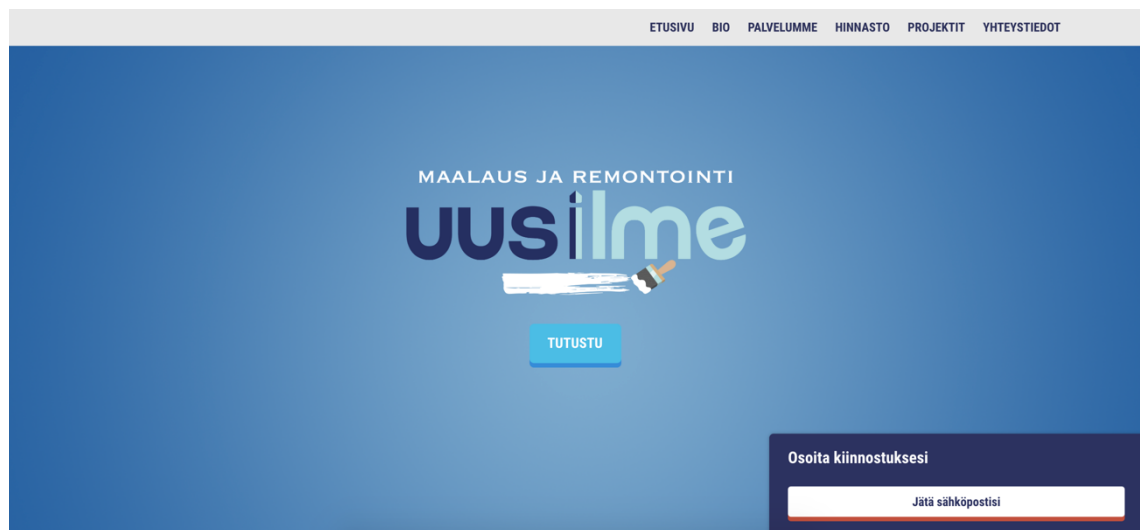 ETUSIVU BIO PALVELUMME HINNASTO PROJEKTIT YHTEYSTIEDOT
MAALAUS JA REMONTOINTI
uusilme
TUTUSTU
Osoita kiinnostuksesi
Jätä sähköpostisi